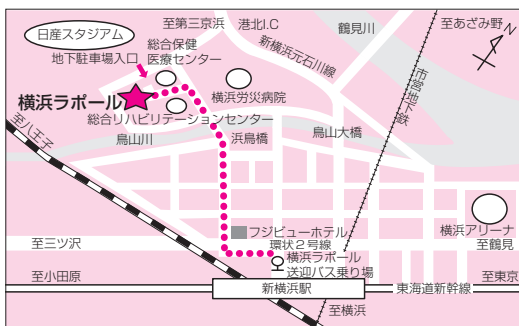 至第三京浜
港北I.C
鶴見川
至あざみ野
N
日産スタジアム
新横浜元石川線
地下駐車場入口
総合保健
医療センター
市営地下鉄
横浜労災病院
横浜ラポール
総合リハビリテーションセンター
至八王子
鳥山川
浜鳥橋
鳥山大橋
フジビューホテル
環状2号線
横浜アリーナ
至鶴見
至三ツ沢
横浜ラポール
送迎バス乗り場
至小田原
新横浜駅
東海道新幹線
至東京
至横浜